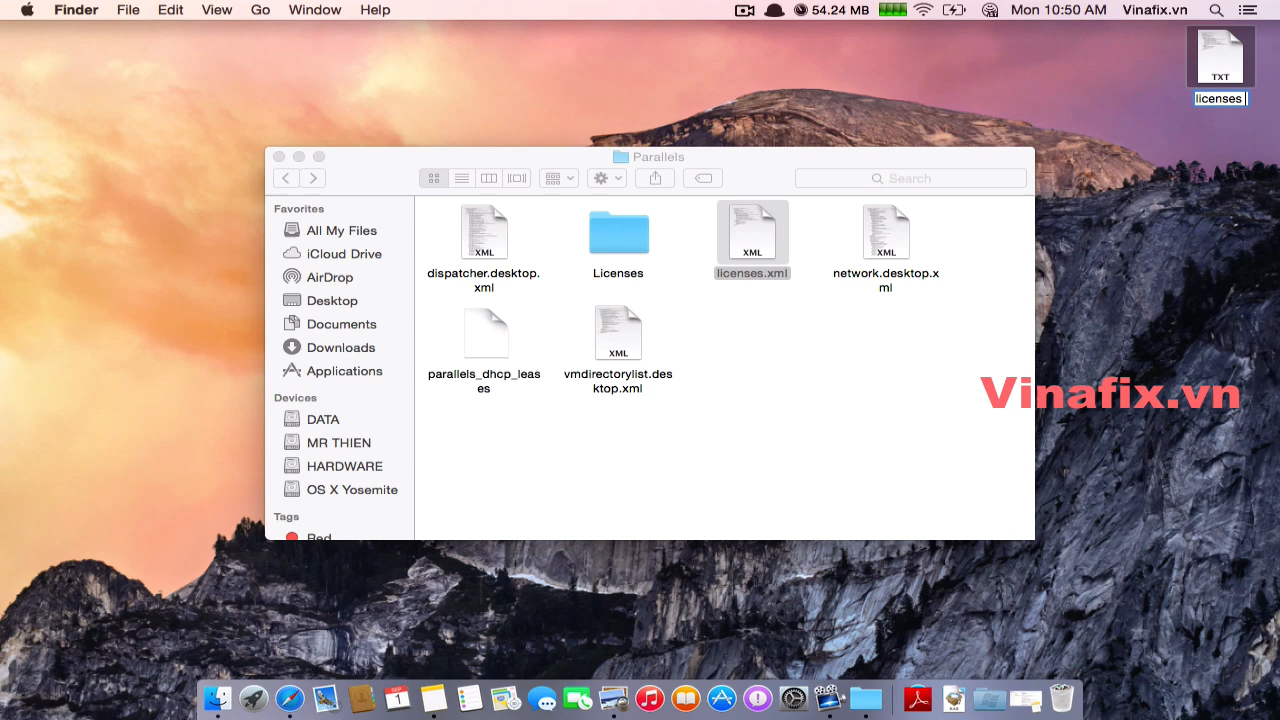 Finder File Edit View Go Window Help 54.24 MB Mon 10:50 AM Vinafix.vn
TXT
licenses
Parallels
Search
Favorites
All My Files
iCloud Drive
AirDrop
Desktop
Documents
Downloads
Applications
Devices
DATA
MR THIEN
HARDWARE
OS X Yosemite
Tags
Red
XML
dispatcher.desktop.
xml
Licenses
XML
licenses.xml
XML
network.desktop.x
ml
parallels_dhcp_leas
es
XML
vmdirectorylist.des
ktop.xml
Vinafix.vn
SEP
1
RAR